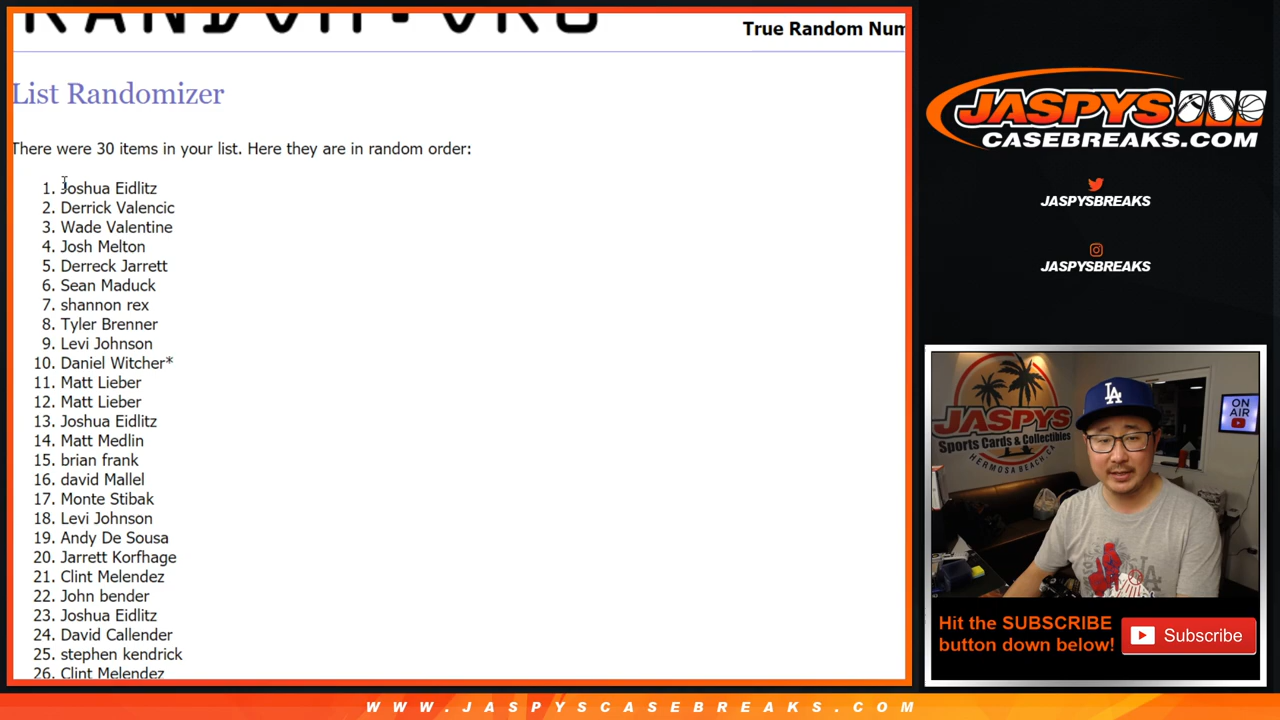 RANDOM.ORG
True Random Num
List Randomizer
There were 30 items in your list. Here they are in random order:
1. Joshua Eidlitz
2. Derrick Valencic
3. Wade Valentine
4. Josh Melton
5. Derreck Jarrett
6. Sean Maduck
7. shannon rex
8. Tyler Brenner
9. Levi Johnson
10. Daniel Witcher*
11. Matt Lieber
12. Matt Lieber
13. Joshua Eidlitz
14. Matt Medlin
15. brian frank
16. david Mallel
17. Monte Stibak
18. Levi Johnson
19. Andy De Sousa
20. Jarrett Korfhage
21. Clint Melendez
22. John bender
23. Joshua Eidlitz
24. David Callender
25. stephen kendrick
26. Clint Melendez
JASPYS
CASEBREAKS.COM
JASPYSBREAKS
JASPYSBREAKS
JASPYS
Sports Cards & Collectibles
HERMOSA BEACH, CA
LA
ON
AIR
Hit the SUBSCRIBE
button down below!
Subscribe
WWW.JASPYSCASEBREAKS.COM